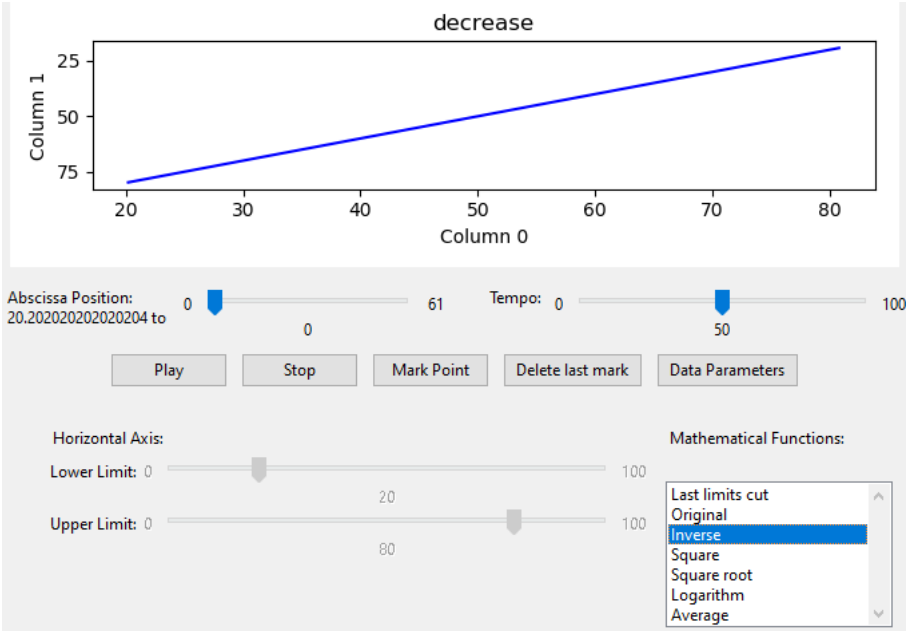 decrease
25
50
75
Column 1
20 30 40 50 60 70 80
Column 0
Abscissa Position: 0 61 Tempo: 0 100
20.202020202020204 to
0 50
Play Stop Mark Point Delete last mark Data Parameters
Horizontal Axis: Mathematical Functions:
Lower Limit: 0 100
20
Upper Limit: 0 100
80
Last limits cut
Original
Inverse
Square
Square root
Logarithm
Average